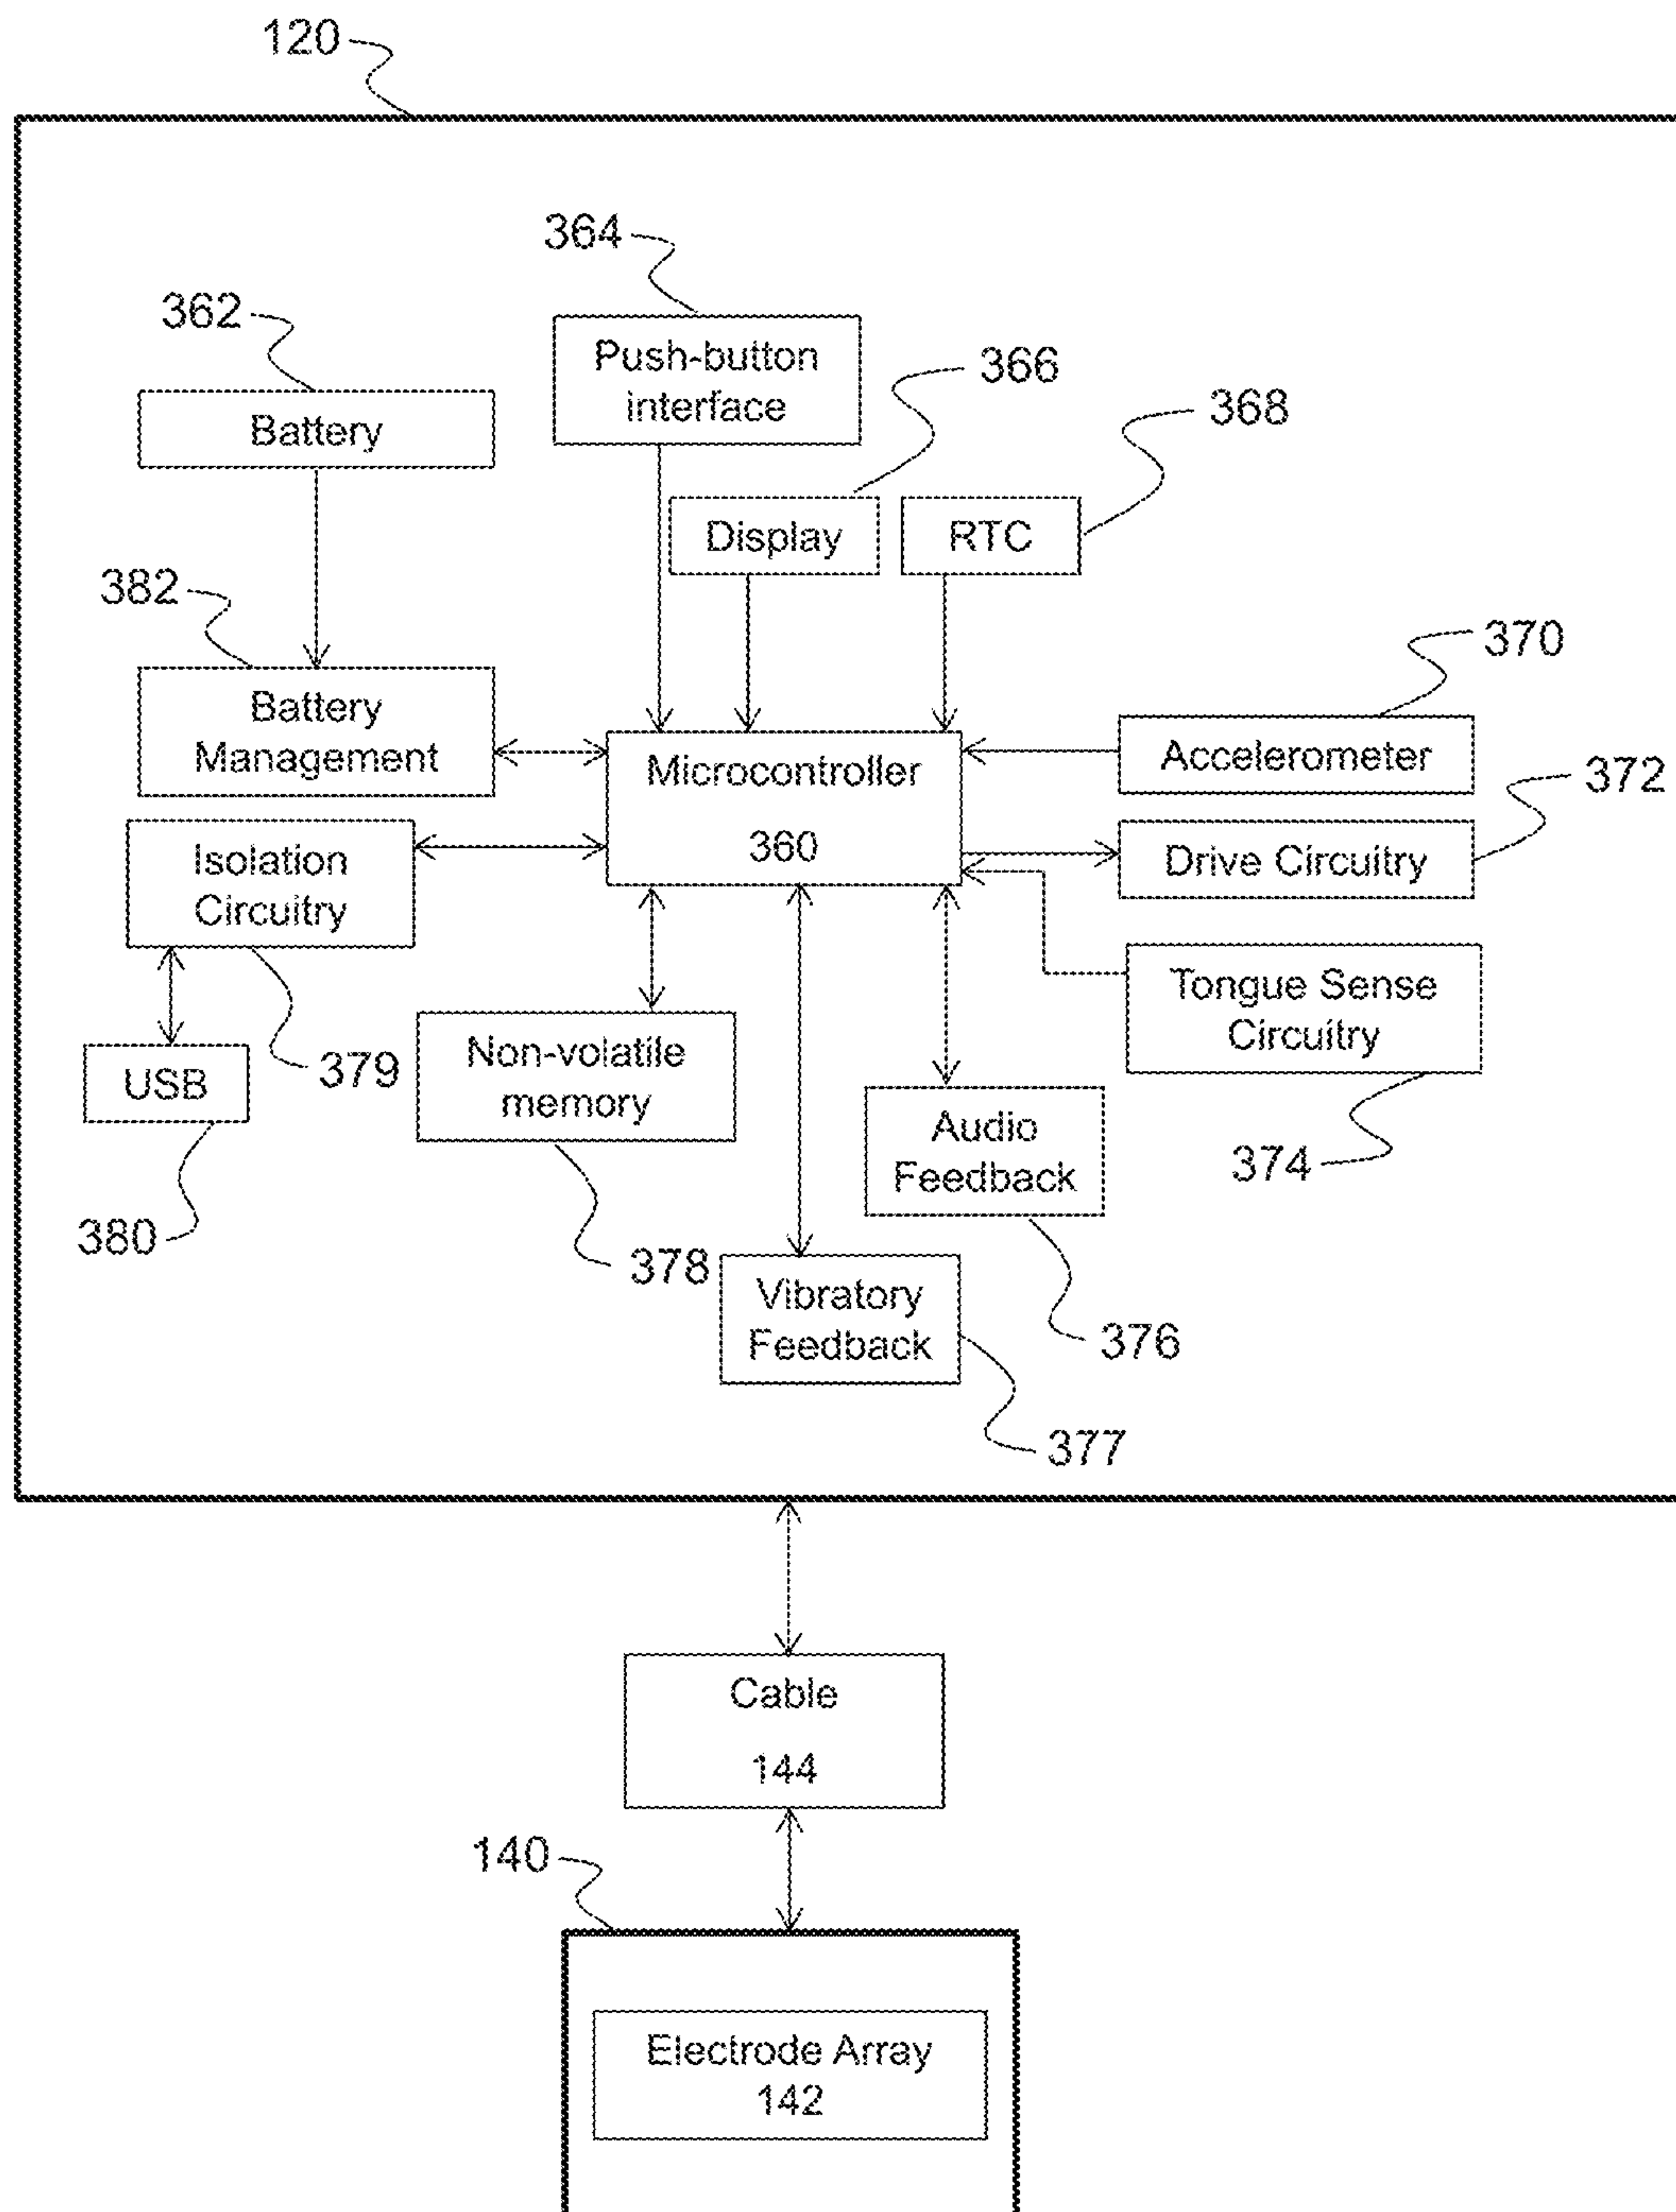 120
364
Push-button
interface
362
Battery
366
368
Display
RTC
382
Battery
Management
370
Accelerometer
Microcontroller
360
372
Drive Circuitry
Isolation
Circuitry
Tongue Sense
Circuitry
379
USB
Non-volatile
memory
374
380
Audio
Feedback
378
376
Vibratory
Feedback
377
Cable
144
140
Electrode Array
142